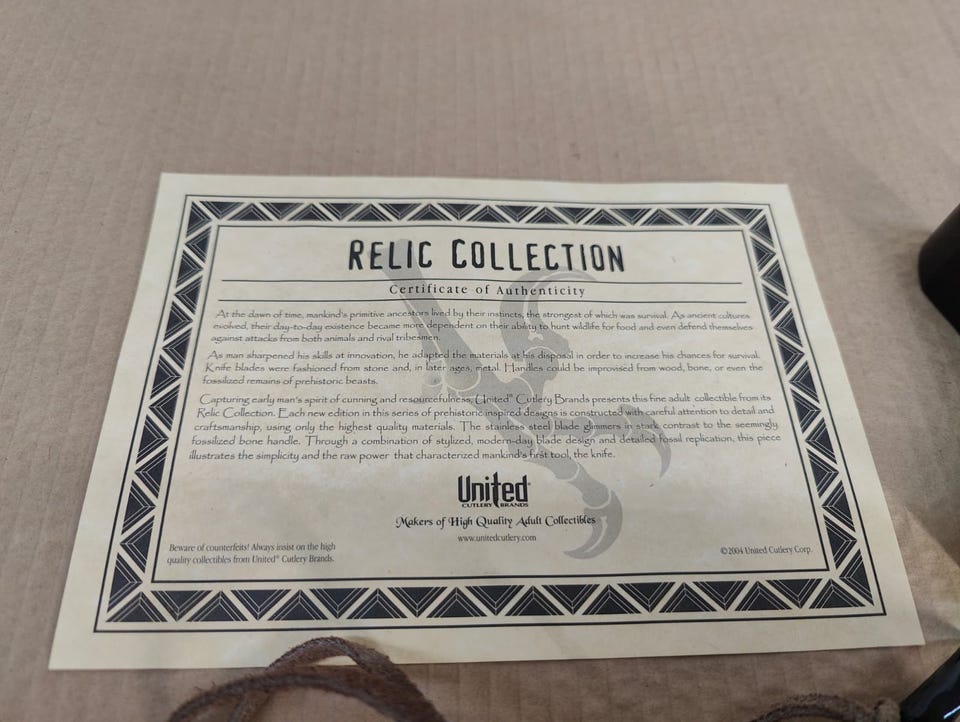 RELIC COLLECTION
Certificate of Authenticity
At the dawn of time, mankind's primitive ancestors lived by their instincts, the strongest of which was survival. As ancient cultures
evolved, their day-to-day existence became more dependent on their ability to hunt wildlife for food and even defend themselves
against attacks from both animals and rival tribesmen.
As man sharpened his skills at innovation, he adapted the materials at his disposal in order to increase his chances for survival.
Knife blades were fashioned from stone and, in later ages, metal. Handles could be improvised from wood, bone, or even the
fossilized remains of prehistoric beasts.
Capturing early man's spirit of cunning and resourcefulness, United® Cutlery Brands presents this fine adult collectible from its
Relic Collection. Each new edition in this series of prehistoric inspired designs is constructed with careful attention to detail and
craftsmanship, using only the highest quality materials. The stainless steel blade glimmers in stark contrast to the seemingly
fossilized bone handle. Through a combination of stylized, modern-day blade design and detailed fossil replication, this piece
illustrates the simplicity and the raw power that characterized mankind's first tool, the knife.
United®
CUTLERY BRANDS
Makers of High Quality Adult Collectibles
www.unitedcutlery.com
Beware of counterfeits! Always insist on the high
quality collectibles from United® Cutlery Brands.
©2004 United Cutlery Corp.